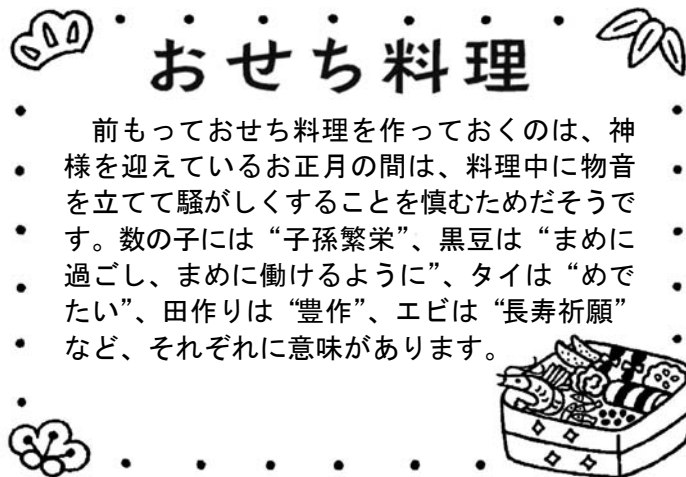 おせち料理
前もっておせち料理を作っておくのは、神
様を迎えているお正月の間は、料理中に物音
を立てて騒がしくすることを慎むためだそうで
す。数の子には“子孫繁栄”、黒豆は“まめに
過ごし、まめに働けるように”、タイは“めで
たい”、田作りは“豊作”、エビは“長寿祈願”
など、それぞれに意味があります。